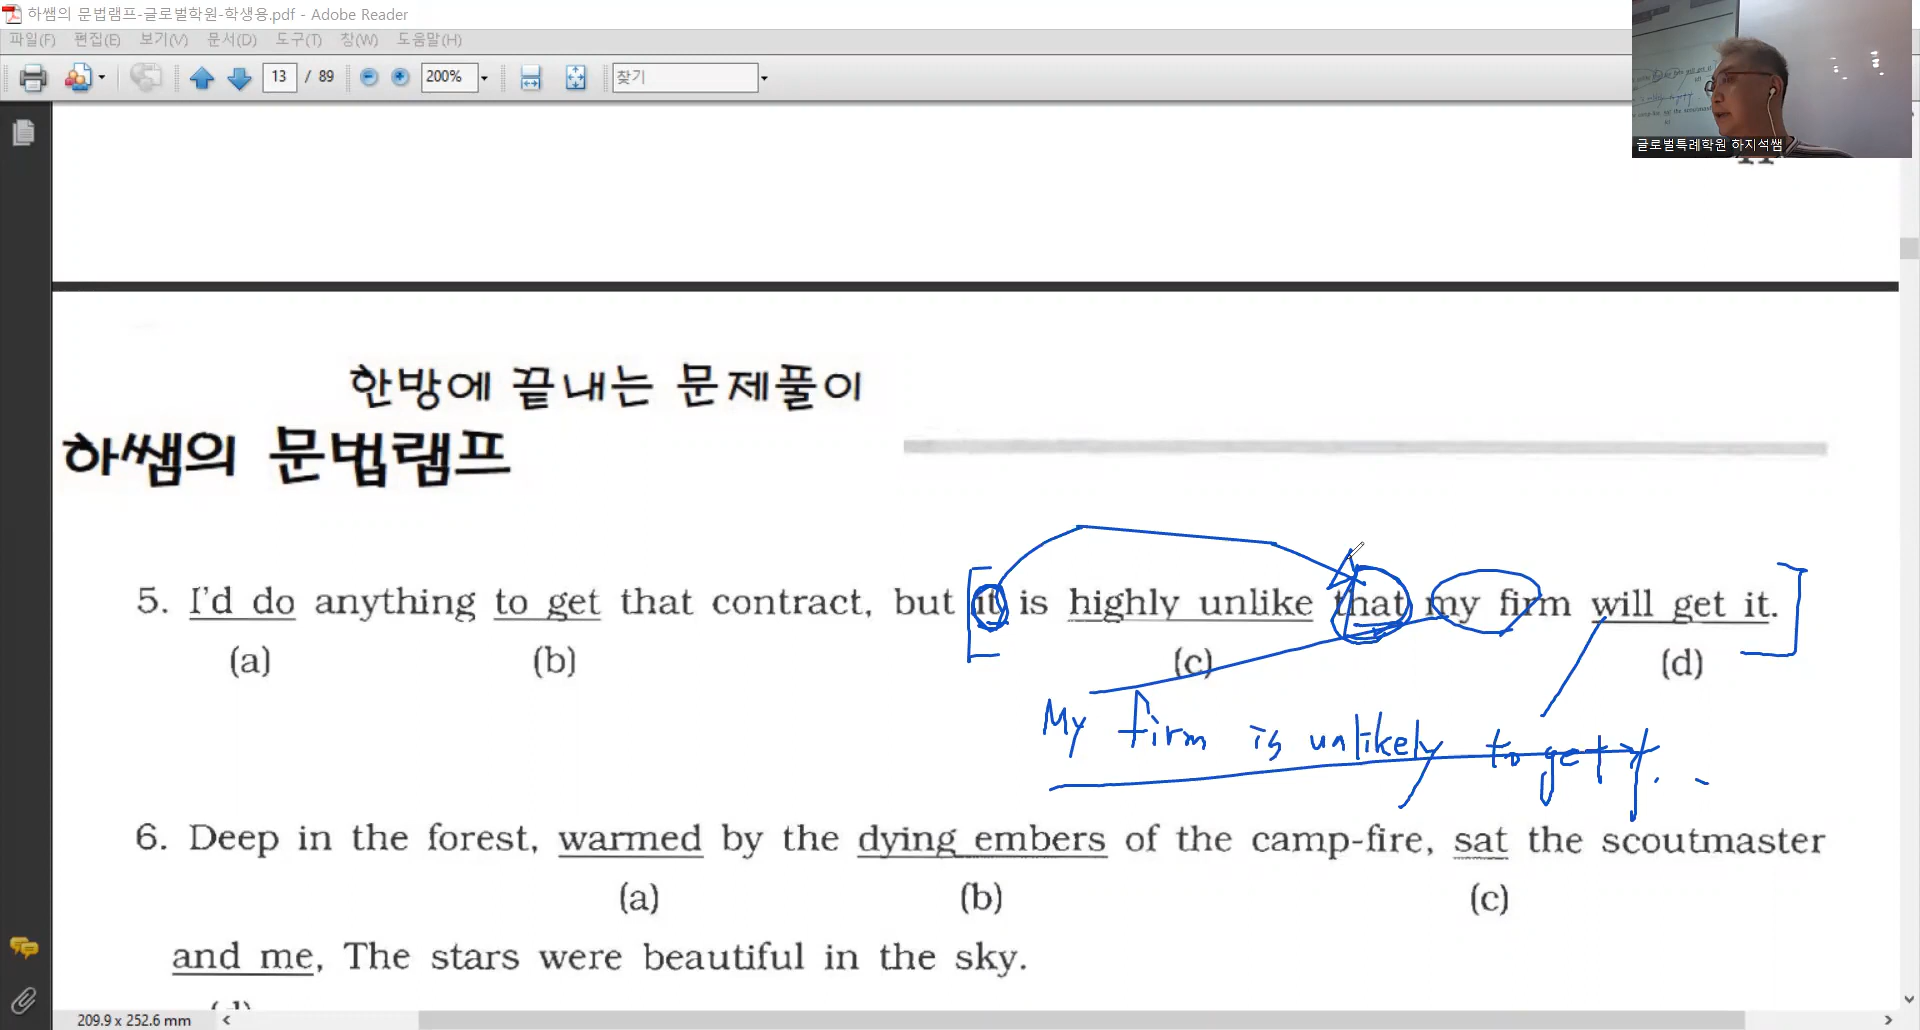 하쌤의 문법램프-글로벌학원-학생용.pdf - Adobe Reader
파일(F) 편집(E) 보기(V) 문서(D) 도구(T) 창(W) 도움말(H)
13 / 89 200% 찾기
글로벌특례학원 하지석쌤
한방에 끝내는 문제풀이
하쌤의 문법램프
5. I'd do anything to get that contract, but it is highly unlike that my firm will get it.
(a) (b) (c) (d)
My firm is unlikely to get it.
6. Deep in the forest, warmed by the dying embers of the camp-fire, sat the scoutmaster
(a) (b) (c)
and me, The stars were beautiful in the sky.
209.9 x 252.6 mm